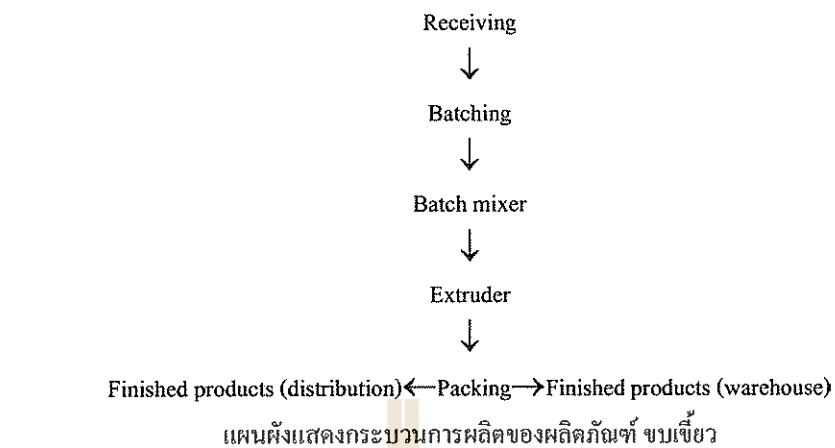 Receiving
↓
Batching
↓
Batch mixer
↓
Extruder
↓
Finished products (distribution)←Packing→Finished products (warehouse)
แผนผังแสดงกระบวนการผลิตของผลิตภัณฑ์ ขบเขี้ยว